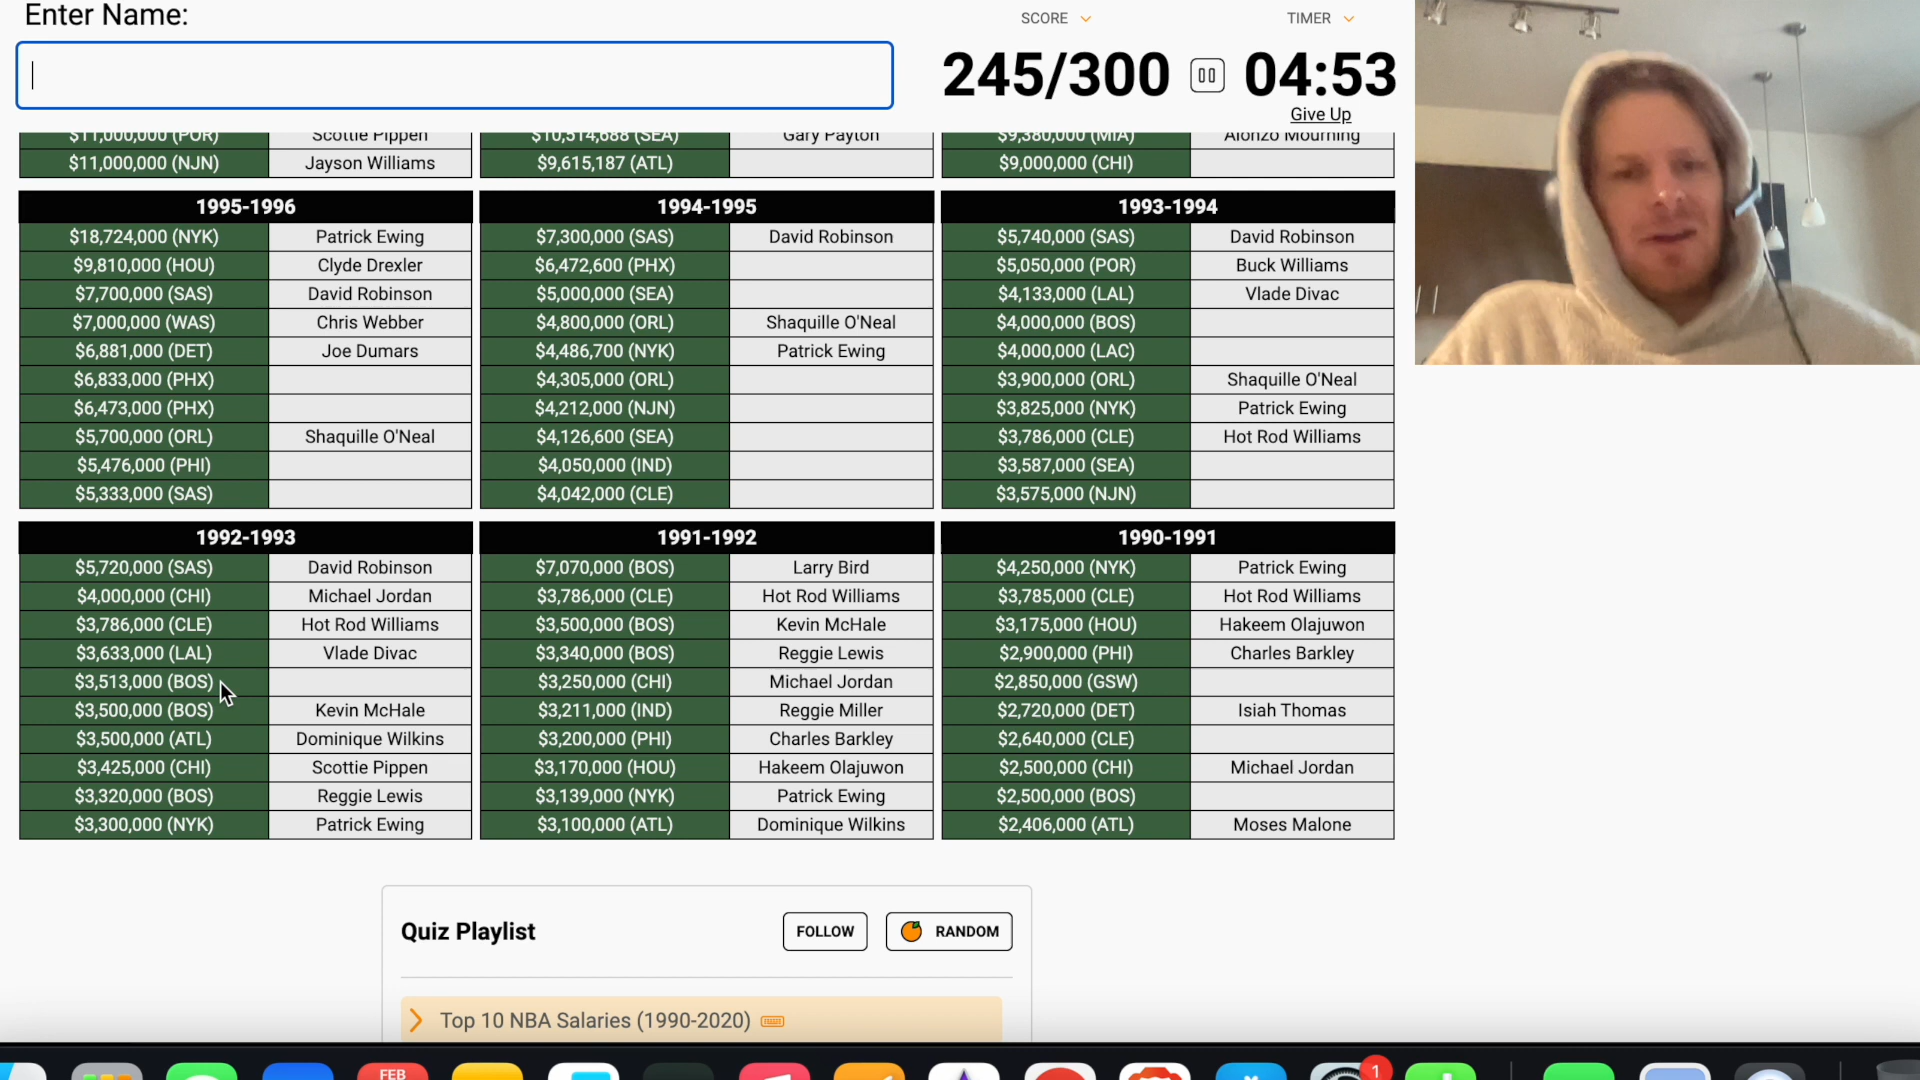 Enter Name:
SCORE
TIMER
245/300
04:53
Give Up
$11,000,000 (POR) Scottie Pippen $10,514,688 (SEA) Gary Payton $9,380,000 (MIA) Alonzo Mourning
$11,000,000 (NJN) Jayson Williams $9,615,187 (ATL) $9,000,000 (CHI)
1995-1996 1994-1995 1993-1994
$18,724,000 (NYK) Patrick Ewing $7,300,000 (SAS) David Robinson $5,740,000 (SAS) David Robinson
$9,810,000 (HOU) Clyde Drexler $6,472,600 (PHX) $5,050,000 (POR) Buck Williams
$7,700,000 (SAS) David Robinson $5,000,000 (SEA) $4,133,000 (LAL) Vlade Divac
$7,000,000 (WAS) Chris Webber $4,800,000 (ORL) Shaquille O'Neal $4,000,000 (BOS)
$6,881,000 (DET) Joe Dumars $4,486,700 (NYK) Patrick Ewing $4,000,000 (LAC)
$6,833,000 (PHX) $4,305,000 (ORL) $3,900,000 (ORL) Shaquille O'Neal
$6,473,000 (PHX) $4,212,000 (NJN) $3,825,000 (NYK) Patrick Ewing
$5,700,000 (ORL) Shaquille O'Neal $4,126,600 (SEA) $3,786,000 (CLE) Hot Rod Williams
$5,476,000 (PHI) $4,050,000 (IND) $3,587,000 (SEA)
$5,333,000 (SAS) $4,042,000 (CLE) $3,575,000 (NJN)
1992-1993 1991-1992 1990-1991
$5,720,000 (SAS) David Robinson $7,070,000 (BOS) Larry Bird $4,250,000 (NYK) Patrick Ewing
$4,000,000 (CHI) Michael Jordan $3,786,000 (CLE) Hot Rod Williams $3,785,000 (CLE) Hot Rod Williams
$3,786,000 (CLE) Hot Rod Williams $3,500,000 (BOS) Kevin McHale $3,175,000 (HOU) Hakeem Olajuwon
$3,633,000 (LAL) Vlade Divac $3,340,000 (BOS) Reggie Lewis $2,900,000 (PHI) Charles Barkley
$3,513,000 (BOS) $3,250,000 (CHI) Michael Jordan $2,850,000 (GSW)
$3,500,000 (BOS) Kevin McHale $3,211,000 (IND) Reggie Miller $2,720,000 (DET) Isiah Thomas
$3,500,000 (ATL) Dominique Wilkins $3,200,000 (PHI) Charles Barkley $2,640,000 (CLE)
$3,425,000 (CHI) Scottie Pippen $3,170,000 (HOU) Hakeem Olajuwon $2,500,000 (CHI) Michael Jordan
$3,320,000 (BOS) Reggie Lewis $3,139,000 (NYK) Patrick Ewing $2,500,000 (BOS)
$3,300,000 (NYK) Patrick Ewing $3,100,000 (ATL) Dominique Wilkins $2,406,000 (ATL) Moses Malone
Quiz Playlist
FOLLOW
RANDOM
Top 10 NBA Salaries (1990-2020)
FEB
1